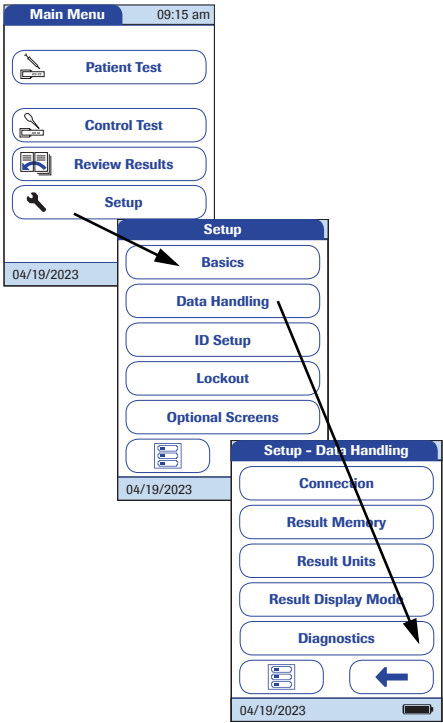 Main Menu 09:15 am
Patient Test
Control Test
Review Results
Setup
04/19/2023
Setup
Basics
Data Handling
ID Setup
Lockout
Optional Screens
04/19/2023
Setup - Data Handling
Connection
Result Memory
Result Units
Result Display Mode
Diagnostics
04/19/2023